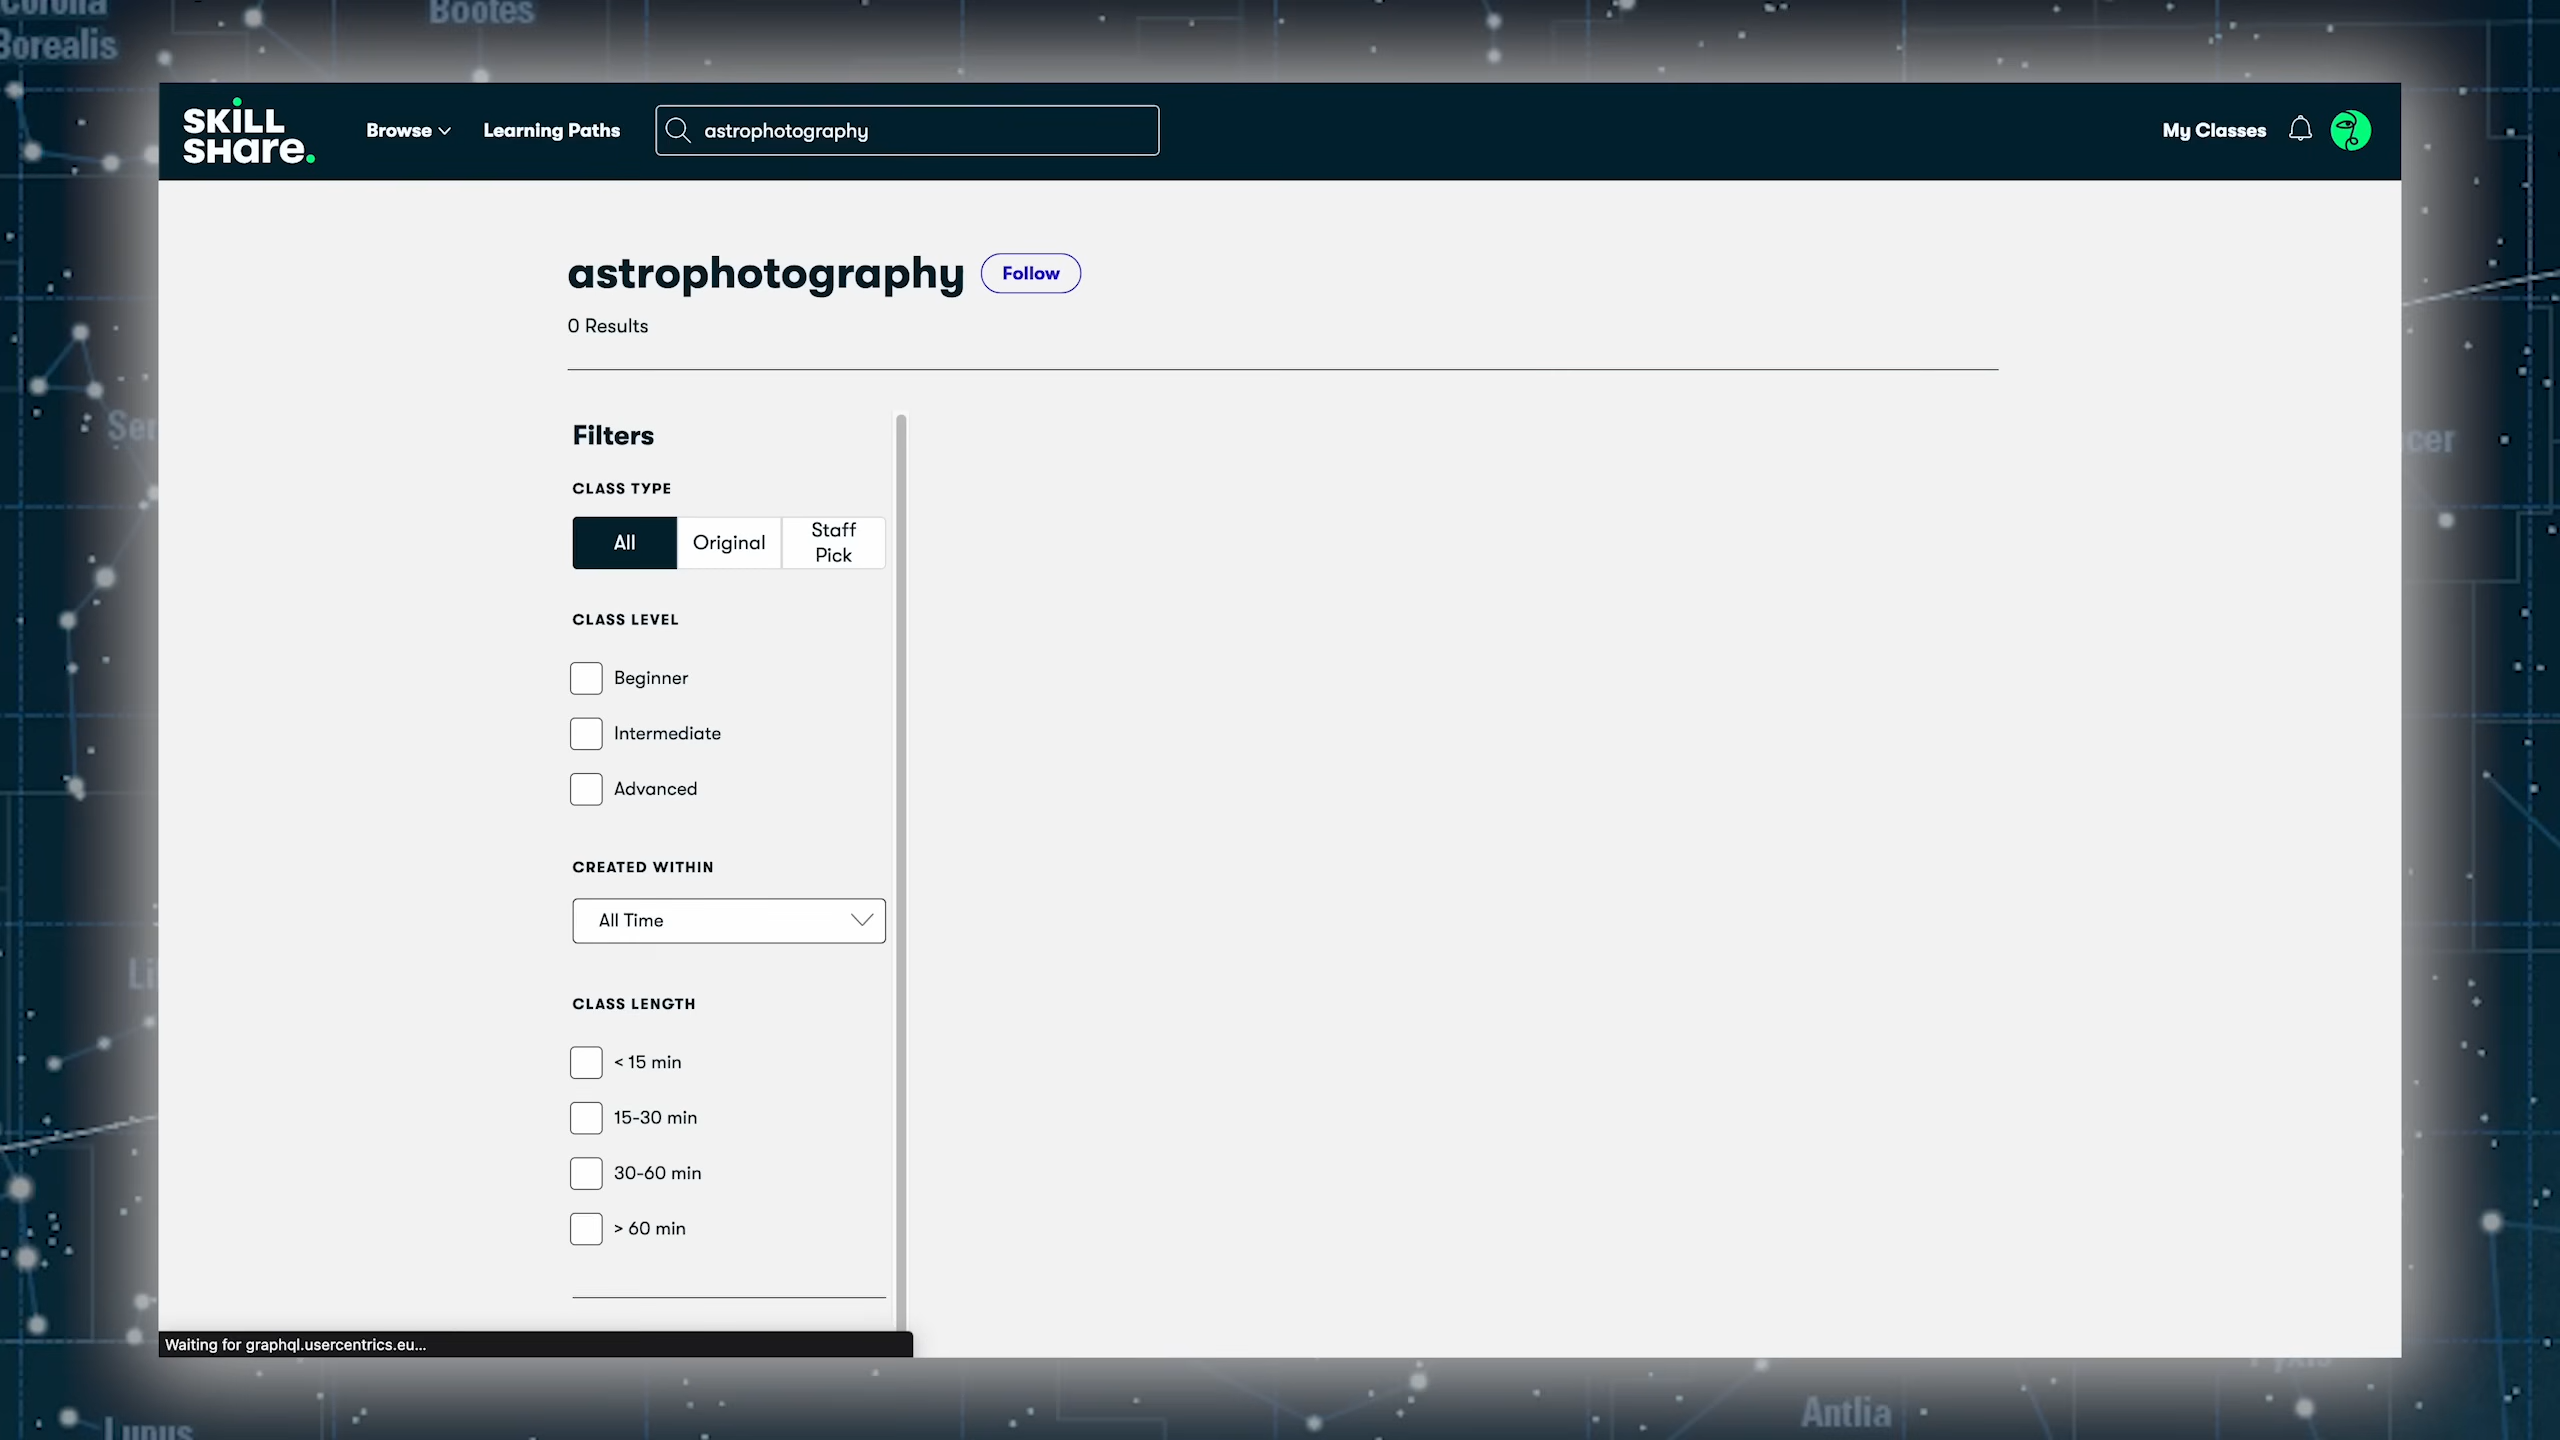 Borealis
Bootes
SKILL
SHare.
Browse
Learning Paths
astrophotography
My Classes
astrophotography
Follow
0 Results
Filters
CLASS TYPE
All
Original
Staff
Pick
CLASS LEVEL
Beginner
Intermediate
Advanced
CREATED WITHIN
All Time
CLASS LENGTH
< 15 min
15-30 min
30-60 min
> 60 min
Waiting for graphql.usercentrics.eu...
Antlia
Lupus